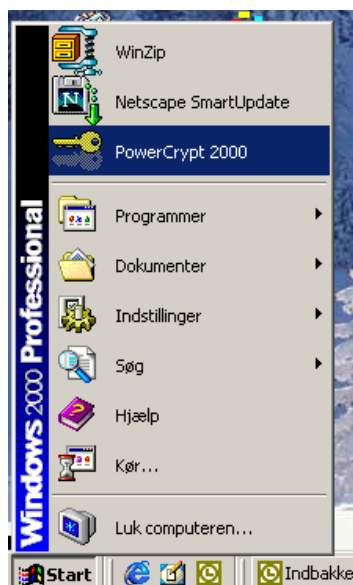 WinZip
Netscape SmartUpdate
PowerCrypt 2000
Programmer
Dokumenter
Indstillinger
Søg
Hjælp
Kør...
Luk computeren...
Windows 2000 Professional
Start
Indbakke